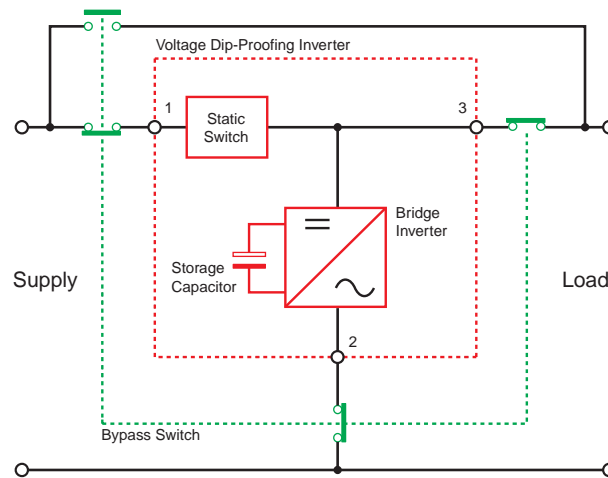 Voltage Dip-Proofing Inverter
1
3
Static
Switch
Bridge
Inverter
Storage
Capacitor
Supply
Load
2
Bypass Switch